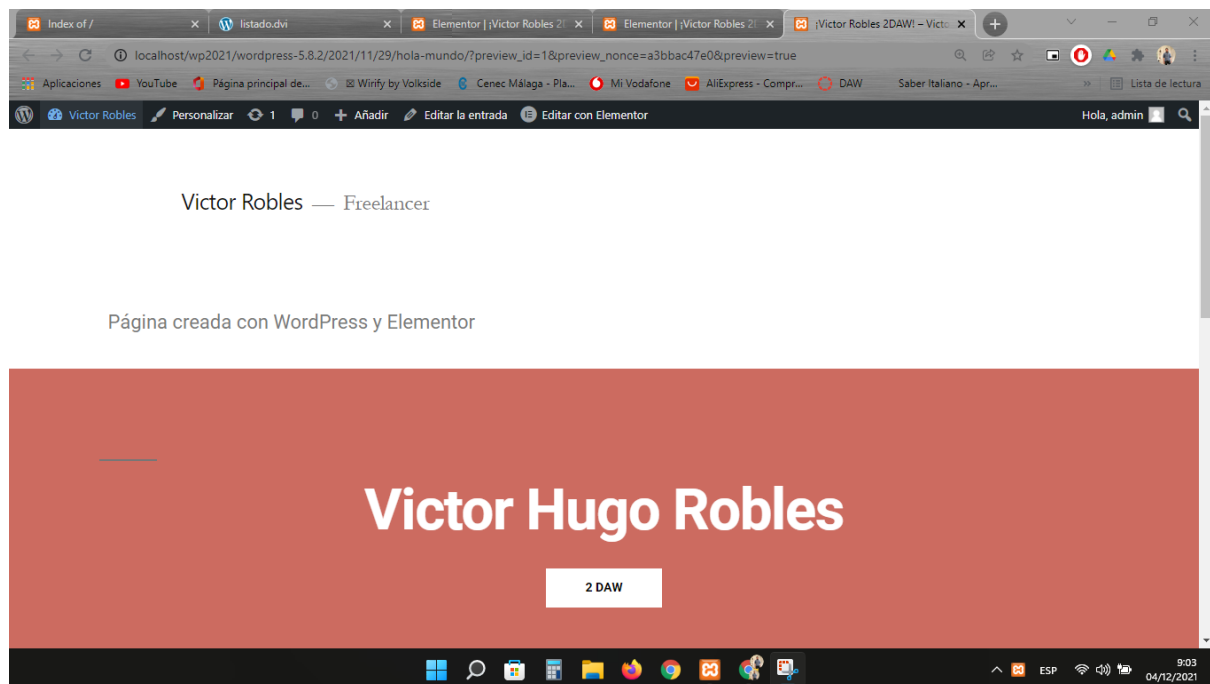 Index of /
listado.dvi
Elementor | ¡Victor Robles 2
Elementor | ¡Victor Robles 2
¡Victor Robles 2DAW! – Victo
localhost/wp2021/wordpress-5.8.2/2021/11/29/hola-mundo/?preview_id=1&preview_nonce=a3bbac47e0&preview=true
Aplicaciones YouTube Página principal de... Wirify by Volkside Cenec Málaga - Pla... Mi Vodafone AliExpress - Compr... DAW Saber Italiano - Apr... » Lista de lectura
Victor Robles Personalizar 1 0 + Añadir Editar la entrada Editar con Elementor Hola, admin
Victor Robles — Freelancer
Página creada con WordPress y Elementor
Victor Hugo Robles
2 DAW
ESP
9:03
04/12/2021